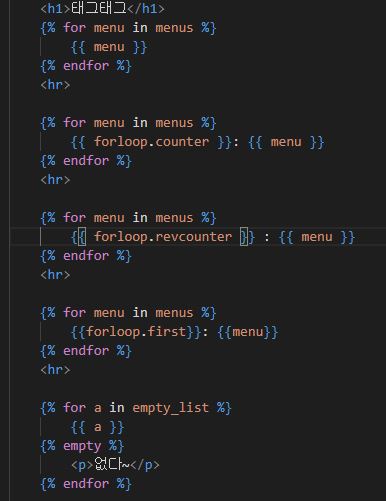 <h1>태그태그</h1>
{% for menu in menus %}
{{ menu }}
{% endfor %}
<hr>
{% for menu in menus %}
{{ forloop.counter }}: {{ menu }}
{% endfor %}
<hr>
{% for menu in menus %}
{{ forloop.revcounter }} : {{ menu }}
{% endfor %}
<hr>
{% for menu in menus %}
{{forloop.first}}: {{menu}}
{% endfor %}
<hr>
{% for a in empty_list %}
{{ a }}
{% empty %}
<p>없다~</p>
{% endfor %}